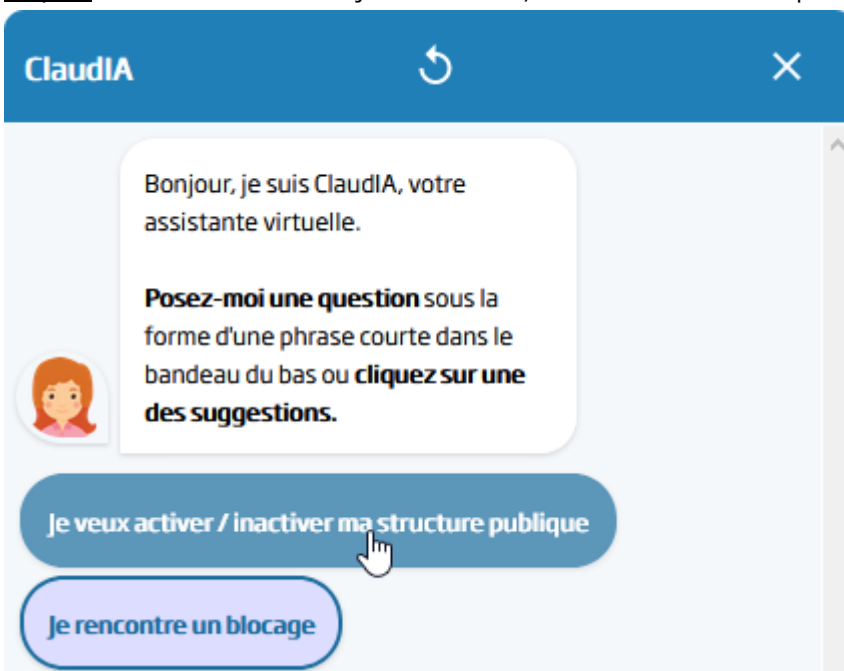 ClaudIA
Bonjour, je suis ClaudIA, votre
assistante virtuelle.
Posez-moi une question sous la
forme d'une phrase courte dans le
bandeau du bas ou cliquez sur une
des suggestions.
Je veux activer / inactiver ma structure publique
Je rencontre un blocage